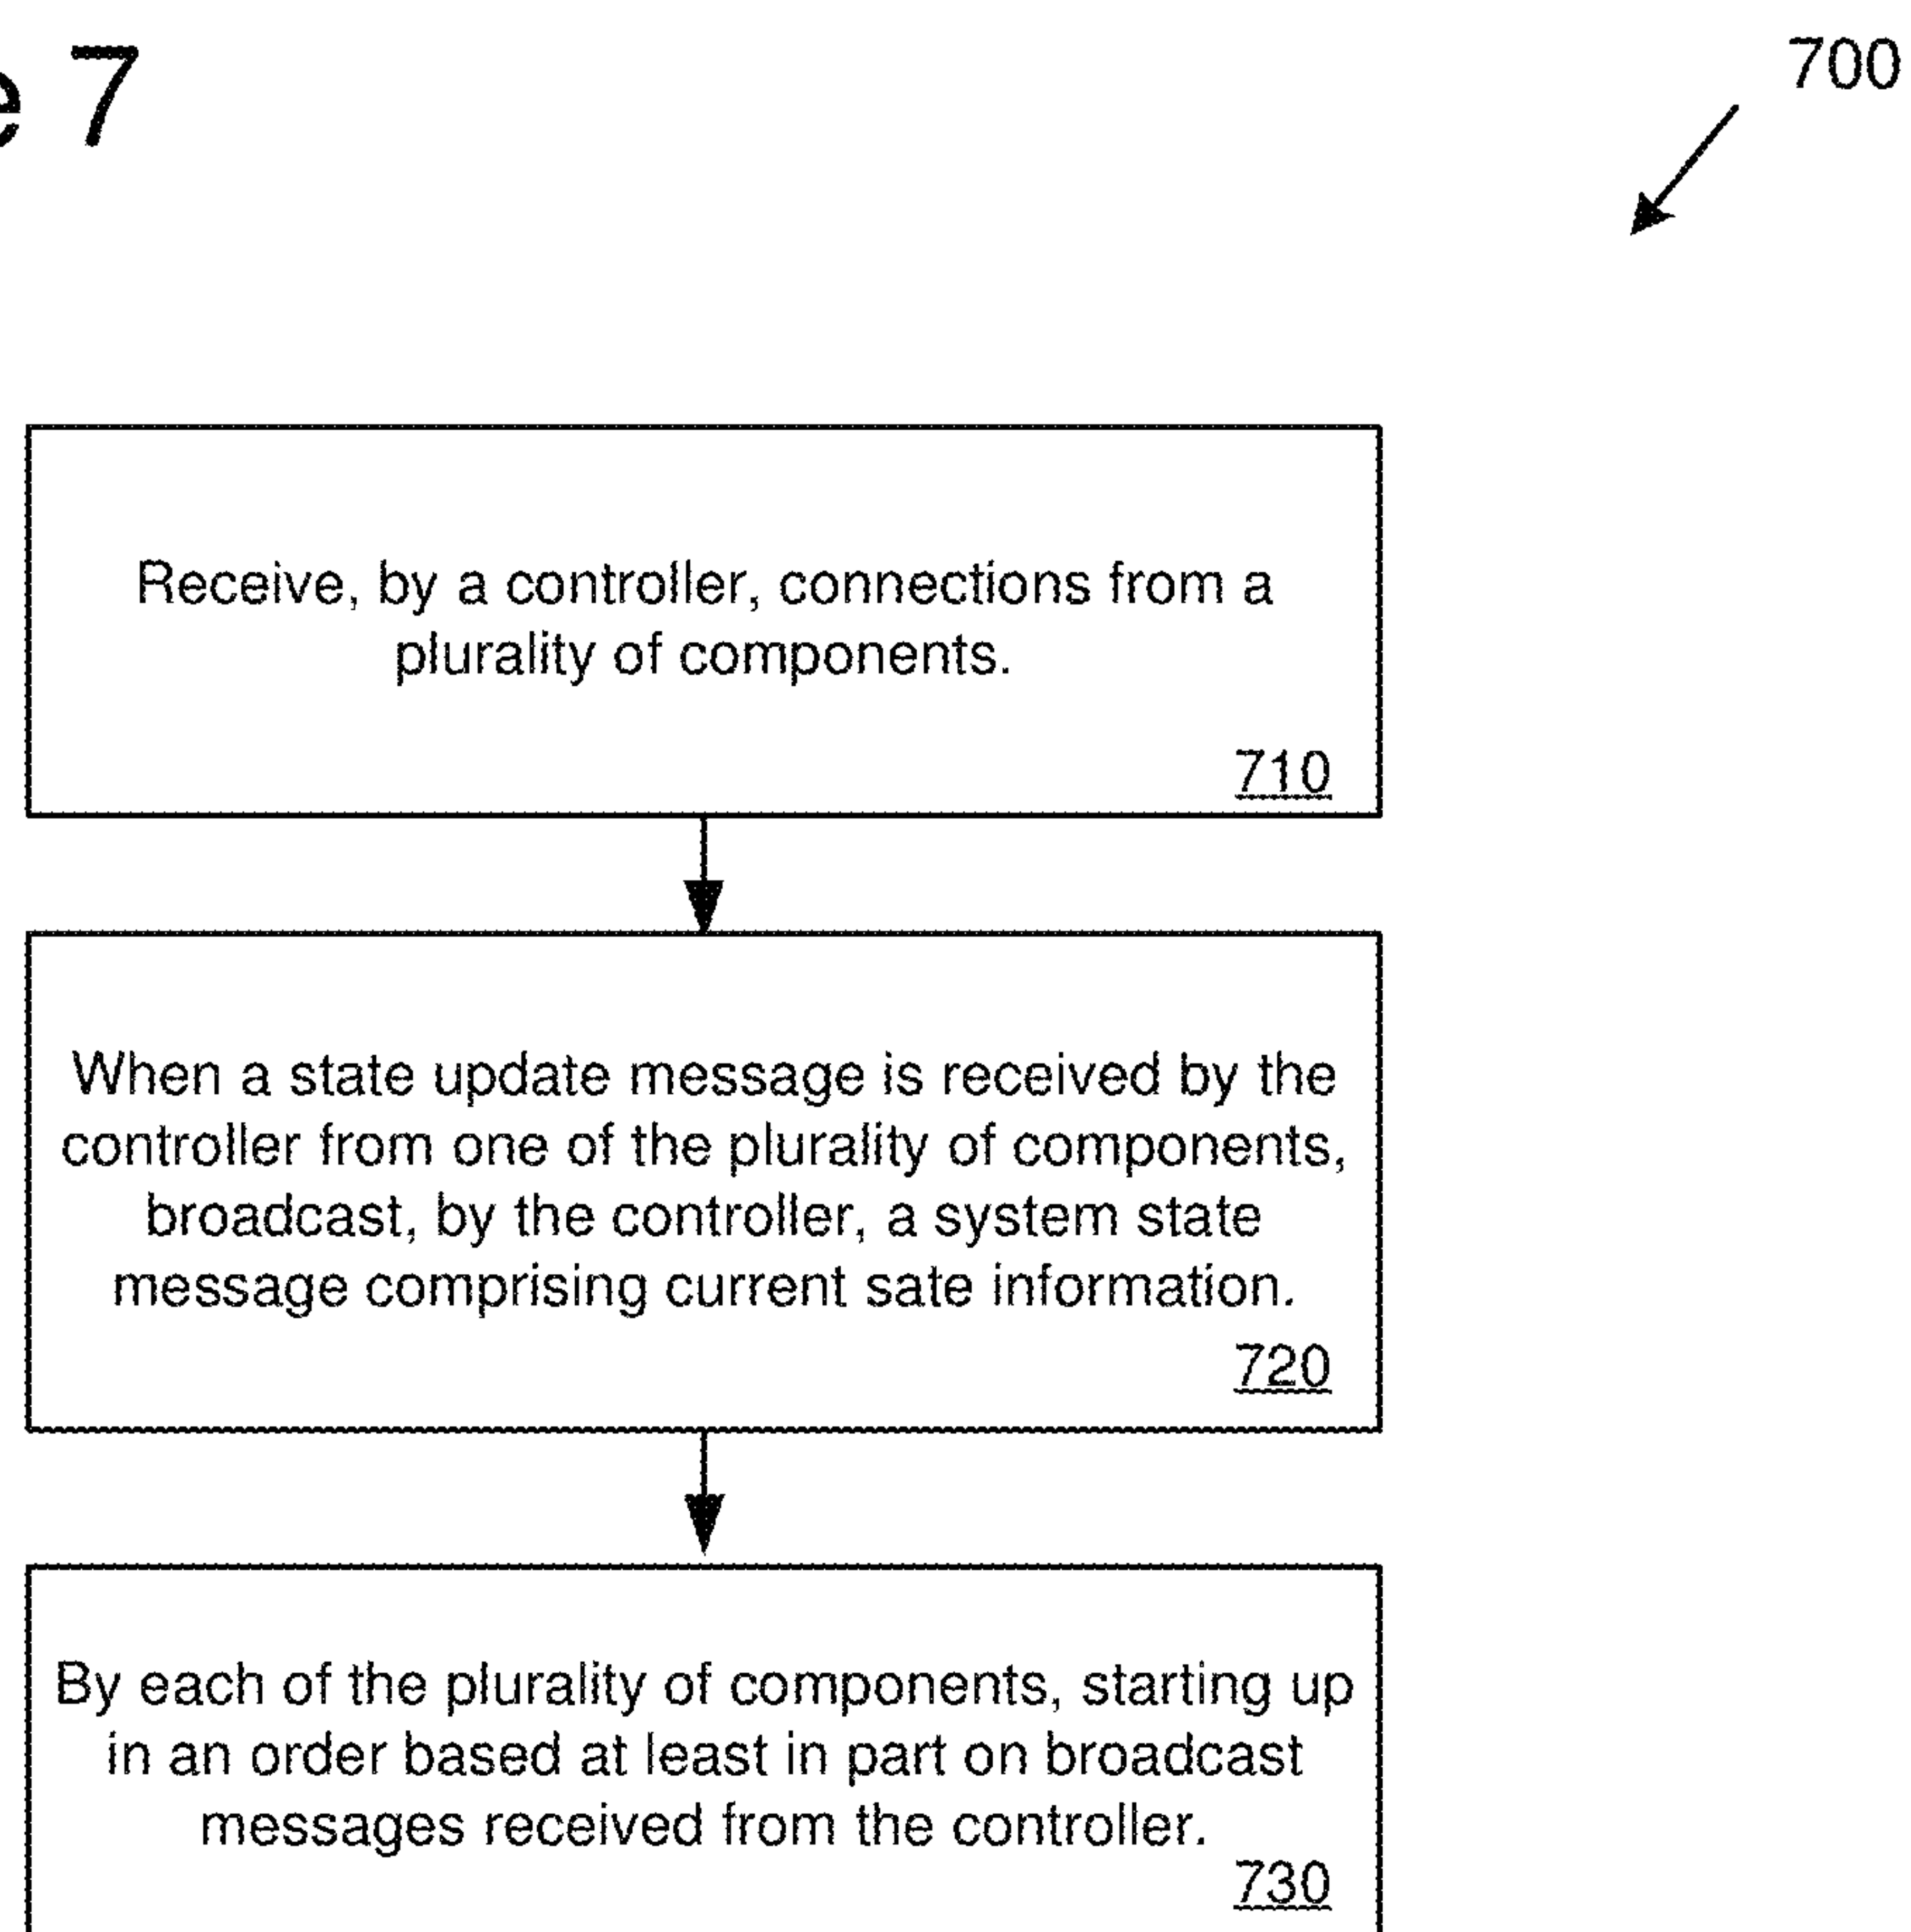 e 7
700
Receive, by a controller, connections from a
plurality of components.
710
When a state update message is received by the
controller from one of the plurality of components,
broadcast, by the controller, a system state
message comprising current sate information.
720
By each of the plurality of components, starting up
in an order based at least in part on broadcast
messages received from the controller.
730